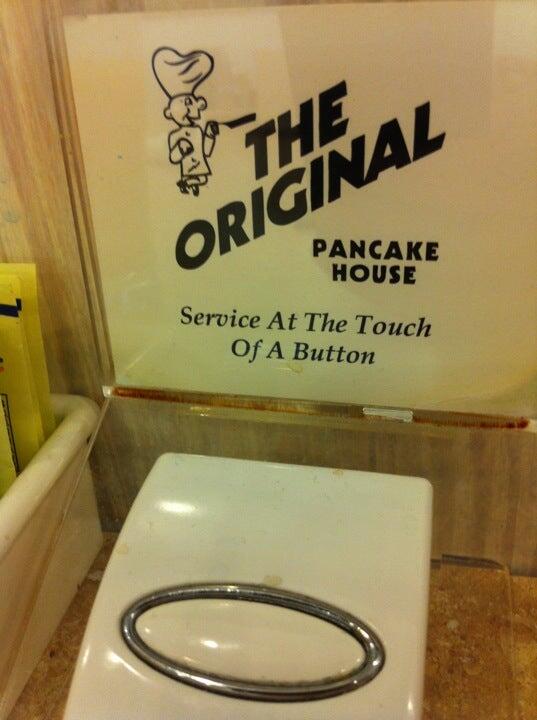 THE
ORIGINAL
PANCAKE
HOUSE
Service At The Touch
Of A Button